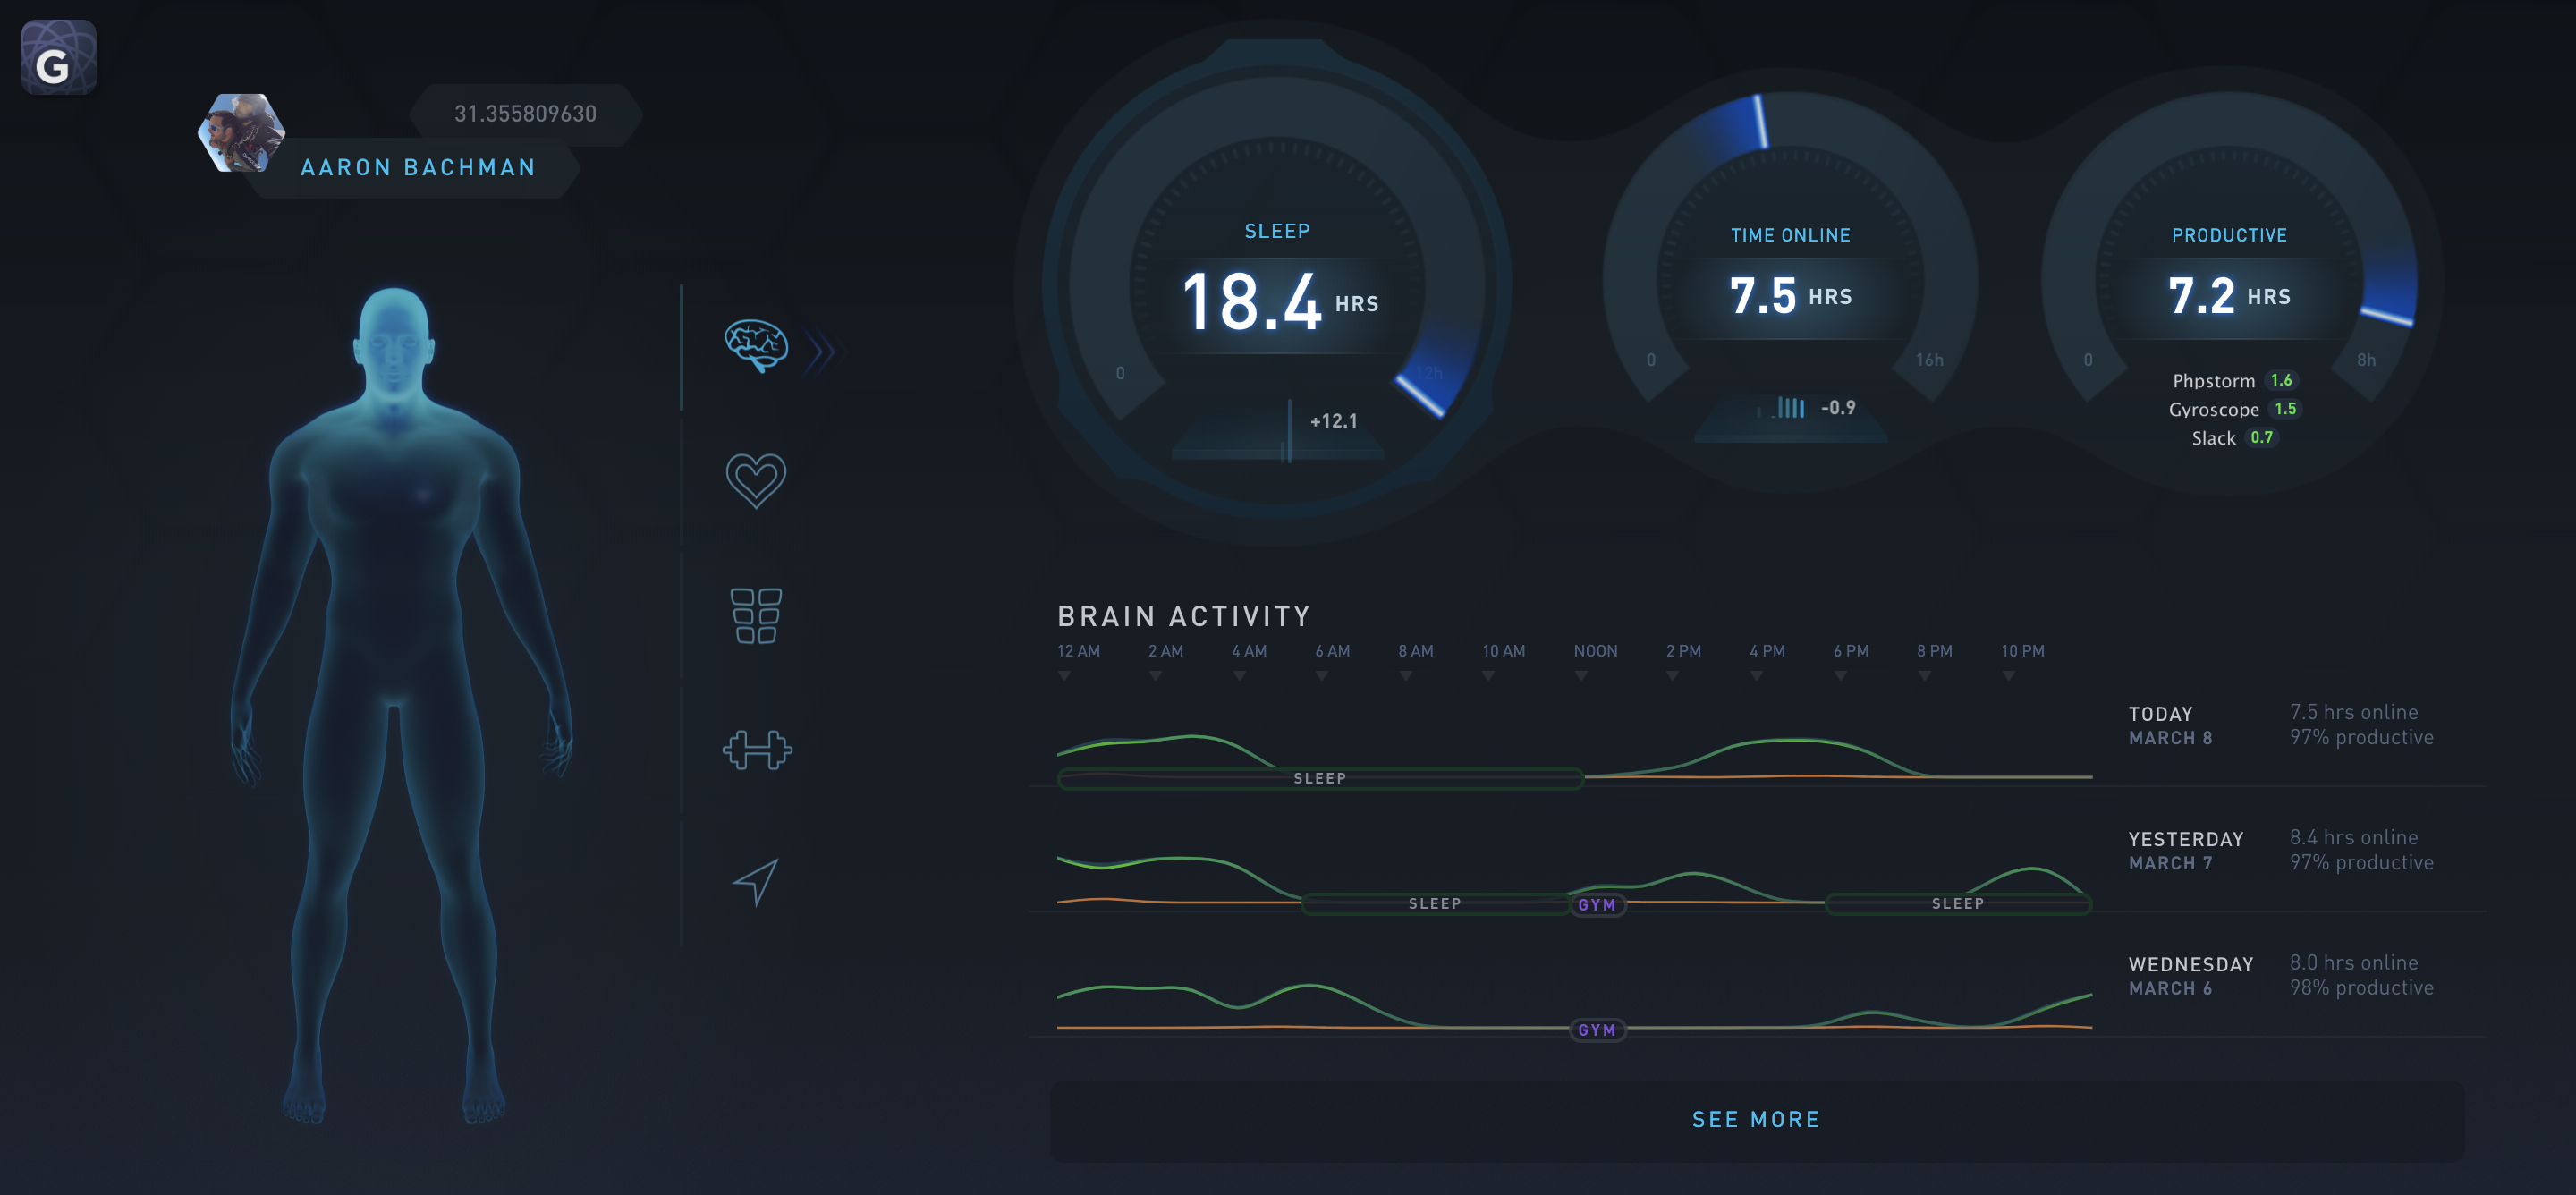 G
31.355809630
AARON BACHMAN
SLEEP
18.4 HRS
0
12h
+12.1
TIME ONLINE
7.5 HRS
0
16h
-0.9
PRODUCTIVE
7.2 HRS
0
8h
Phpstorm 1.6
Gyroscope 1.5
Slack 0.7
BRAIN ACTIVITY
12 AM 2 AM 4 AM 6 AM 8 AM 10 AM NOON 2 PM 4 PM 6 PM 8 PM 10 PM
TODAY 7.5 hrs online
MARCH 8 97% productive
SLEEP
YESTERDAY 8.4 hrs online
MARCH 7 97% productive
SLEEP GYM SLEEP
WEDNESDAY 8.0 hrs online
MARCH 6 98% productive
GYM
SEE MORE